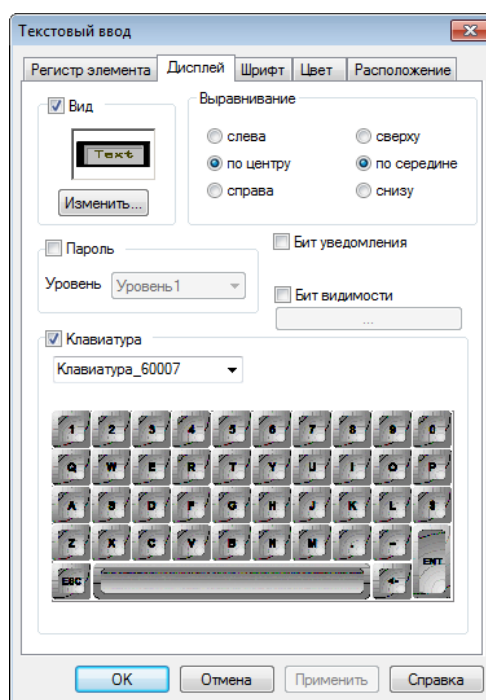 Текстовый ввод
Регистр элемента Дисплей Шрифт Цвет Расположение
Вид
Text
Изменить...
Выравнивание
слева сверху
по центру по середине
справа снизу
Пароль
Уровень Уровень1
Бит уведомления
Бит видимости
...
Клавиатура
Клавиатура_60007
1 2 3 4 5 6 7 8 9 0
Q W E R T Y U I O P
A S D F G H J K L
Z X C V B N M . -
ENT
ESC
OK Отмена Применить Справка